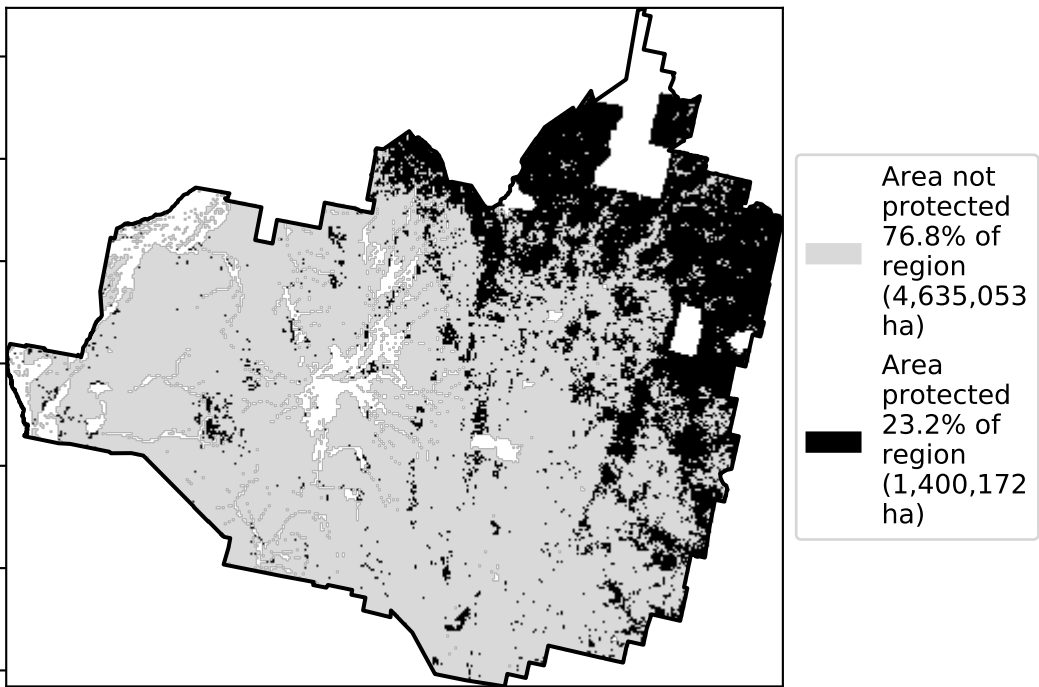 Area not
protected
76.8% of
region
(4,635,053
ha)
Area
protected
23.2% of
region
(1,400,172
ha)